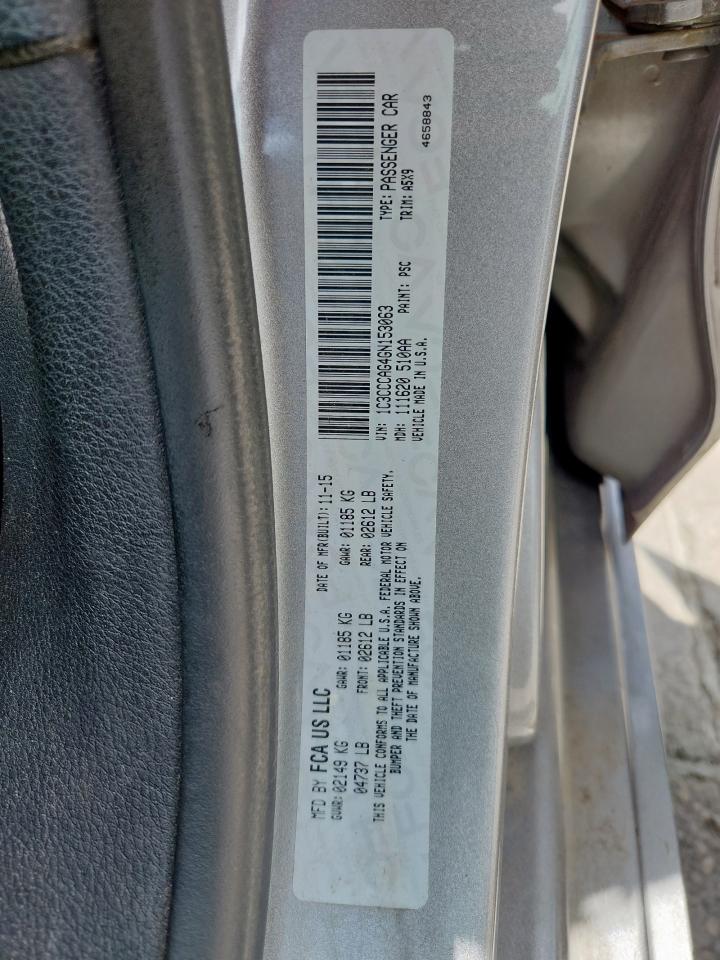 MFD BY FCA US LLC
DATE OF MFR(BUILT): 11-15
GVWR: 02149 KG
GAWR: 01185 KG
GAWR: 01185 KG
04737 LB
FRONT: 02612 LB
REAR: 02612 LB
THIS VEHICLE CONFORMS TO ALL APPLICABLE U.S.A. FEDERAL MOTOR VEHICLE SAFETY,
BUMPER AND THEFT PREVENTION STANDARDS IN EFFECT ON
THE DATE OF MANUFACTURE SHOWN ABOVE.
VIN: 1C3CCCAG4GN153063
TYPE: PASSENGER CAR
MDH: 111620 510AA
PAINT: PSC
TRIM: A5X9
VEHICLE MADE IN U.S.A.
4658843